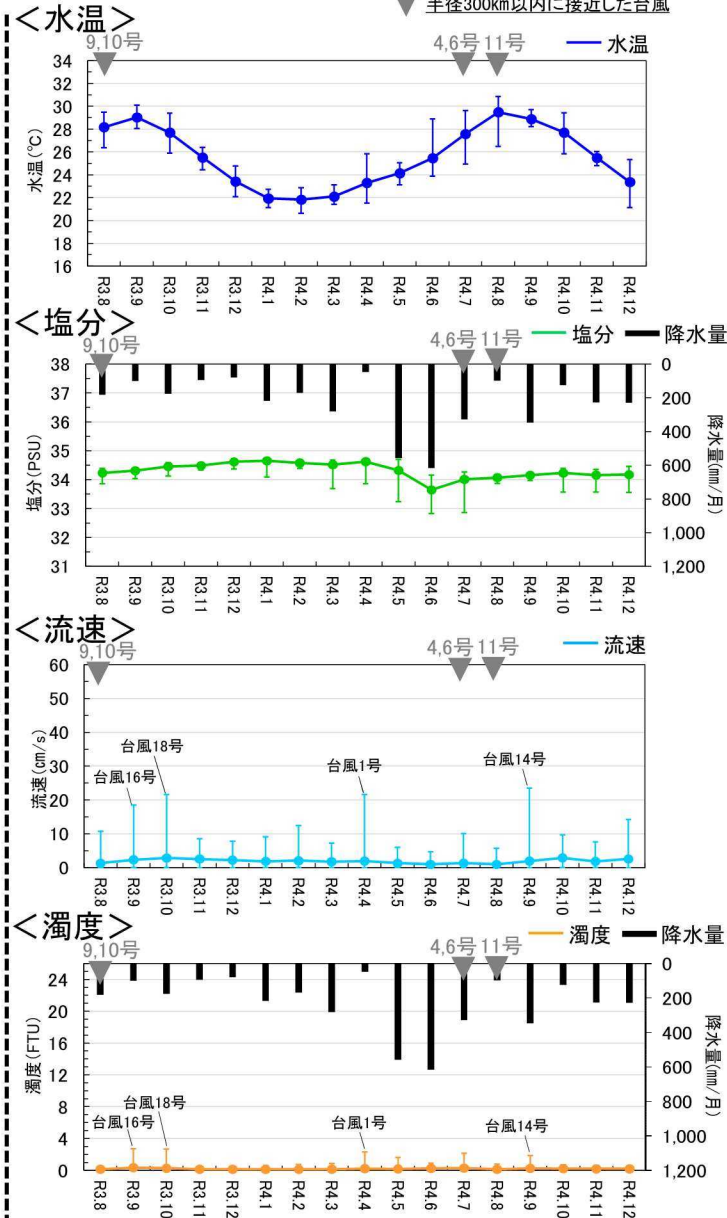 半径300km以内に接近した台風
＜水温＞
9,10号
4,6号 11号
水温
水温(℃)
34
32
30
28
26
24
22
20
18
16
R3.8 R3.9 R3.10 R3.11 R3.12 R4.1 R4.2 R4.3 R4.4 R4.5 R4.6 R4.7 R4.8 R4.9 R4.10 R4.11 R4.12
＜塩分＞
9,10号
4,6号 11号
塩分 降水量
塩分(PSU)
38
37
36
35
34
33
32
31
0
200
400
600
800
1,000
1,200
降水量(mm/月)
R3.8 R3.9 R3.10 R3.11 R3.12 R4.1 R4.2 R4.3 R4.4 R4.5 R4.6 R4.7 R4.8 R4.9 R4.10 R4.11 R4.12
＜流速＞
9,10号
4,6号 11号
流速
流速(cm/s)
60
50
40
30
20
10
0
台風16号
台風18号
台風1号
台風14号
R3.8 R3.9 R3.10 R3.11 R3.12 R4.1 R4.2 R4.3 R4.4 R4.5 R4.6 R4.7 R4.8 R4.9 R4.10 R4.11 R4.12
＜濁度＞
9,10号
4,6号 11号
濁度 降水量
濁度(FTU)
24
20
16
12
8
4
0
台風16号
台風18号
台風1号
台風14号
0
200
400
600
800
1,000
1,200
降水量(mm/月)
R3.8 R3.9 R3.10 R3.11 R3.12 R4.1 R4.2 R4.3 R4.4 R4.5 R4.6 R4.7 R4.8 R4.9 R4.10 R4.11 R4.12